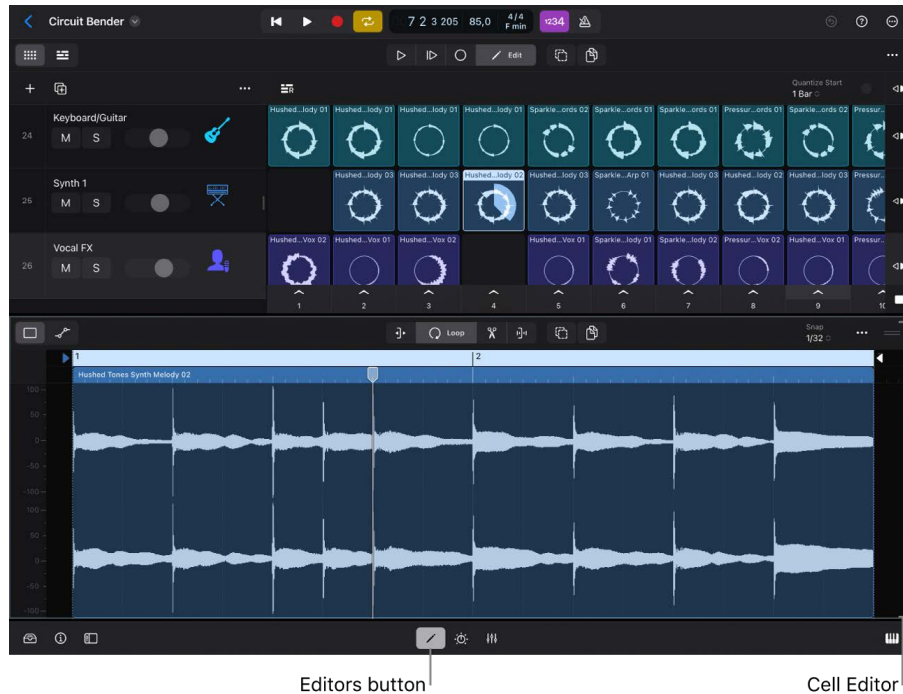 Circuit Bender
7 2 3 205 85,0 4/4 F min 1234
Edit
Quantize Start
1 Bar
Hushed...lody 01 Hushed...lody 01 Hushed...lody 01 Hushed...lody 01 Sparkle...ords 02 Sparkle...ords 01 Sparkle...ords 01 Pressur...ords 01 Sparkle...ords 02 Pressur...
24 Keyboard/Guitar
M S
Hushed...lody 03 Hushed...lody 03 Hushed...lody 02 Hushed...lody 03 Sparkle...Arp 01 Hushed...lody 03 Hushed...lody 02 Hushed...lody 03 Pressur...
25 Synth 1
M S
Hushed...Vox 02 Hushed...Vox 01 Hushed...Vox 02 Hushed...Vox 01 Sparkle...lody 01 Sparkle...lody 02 Pressur...Vox 02 Hushed...Vox 01 Pressur...
26 Vocal FX
M S
1 2 3 4 5 6 7 8 9 10
Loop
Snap
1/32
1 2
Hushed Tones Synth Melody 02
100
50
0
-50
-100
100
50
0
-50
-100
Editors button
Cell Editor